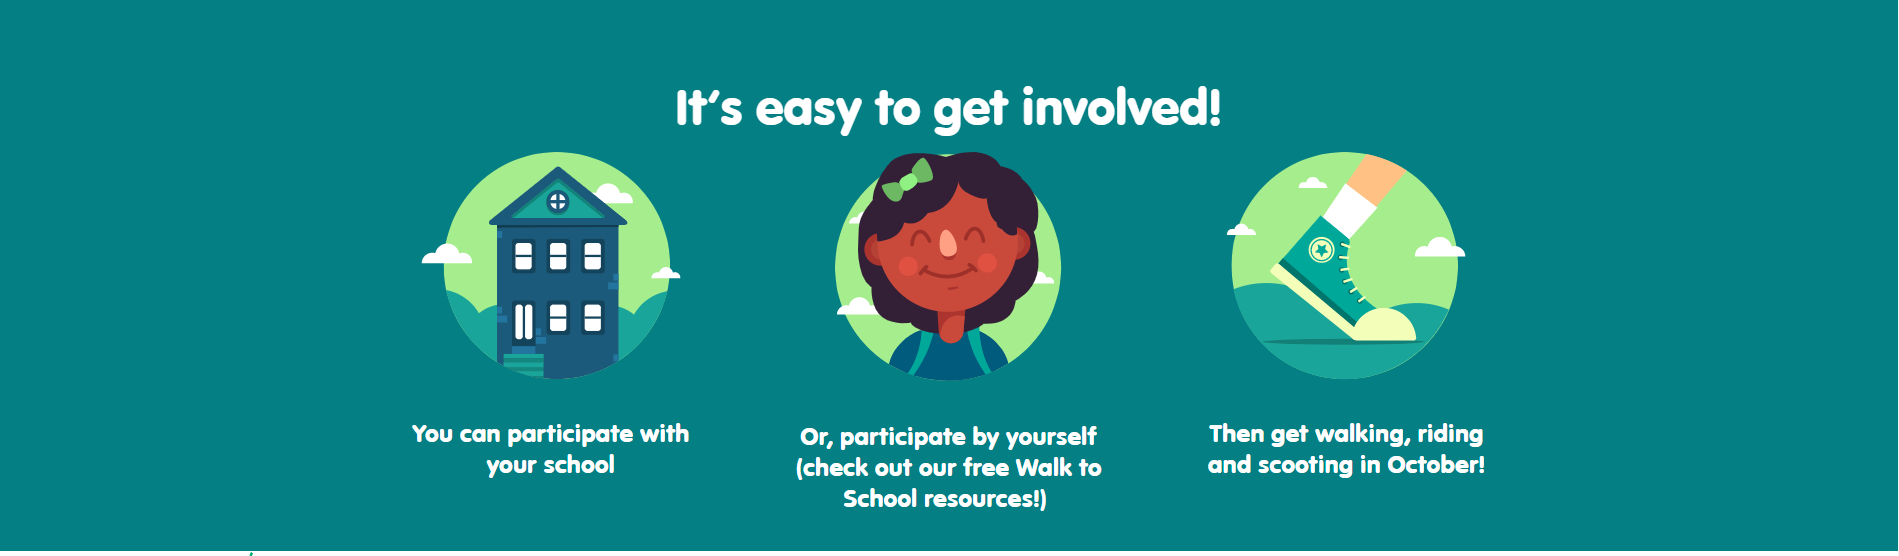 It's easy to get involved!
You can participate with
your school
Or, participate by yourself
(check out our free Walk to
School resources!)
Then get walking, riding
and scooting in October!